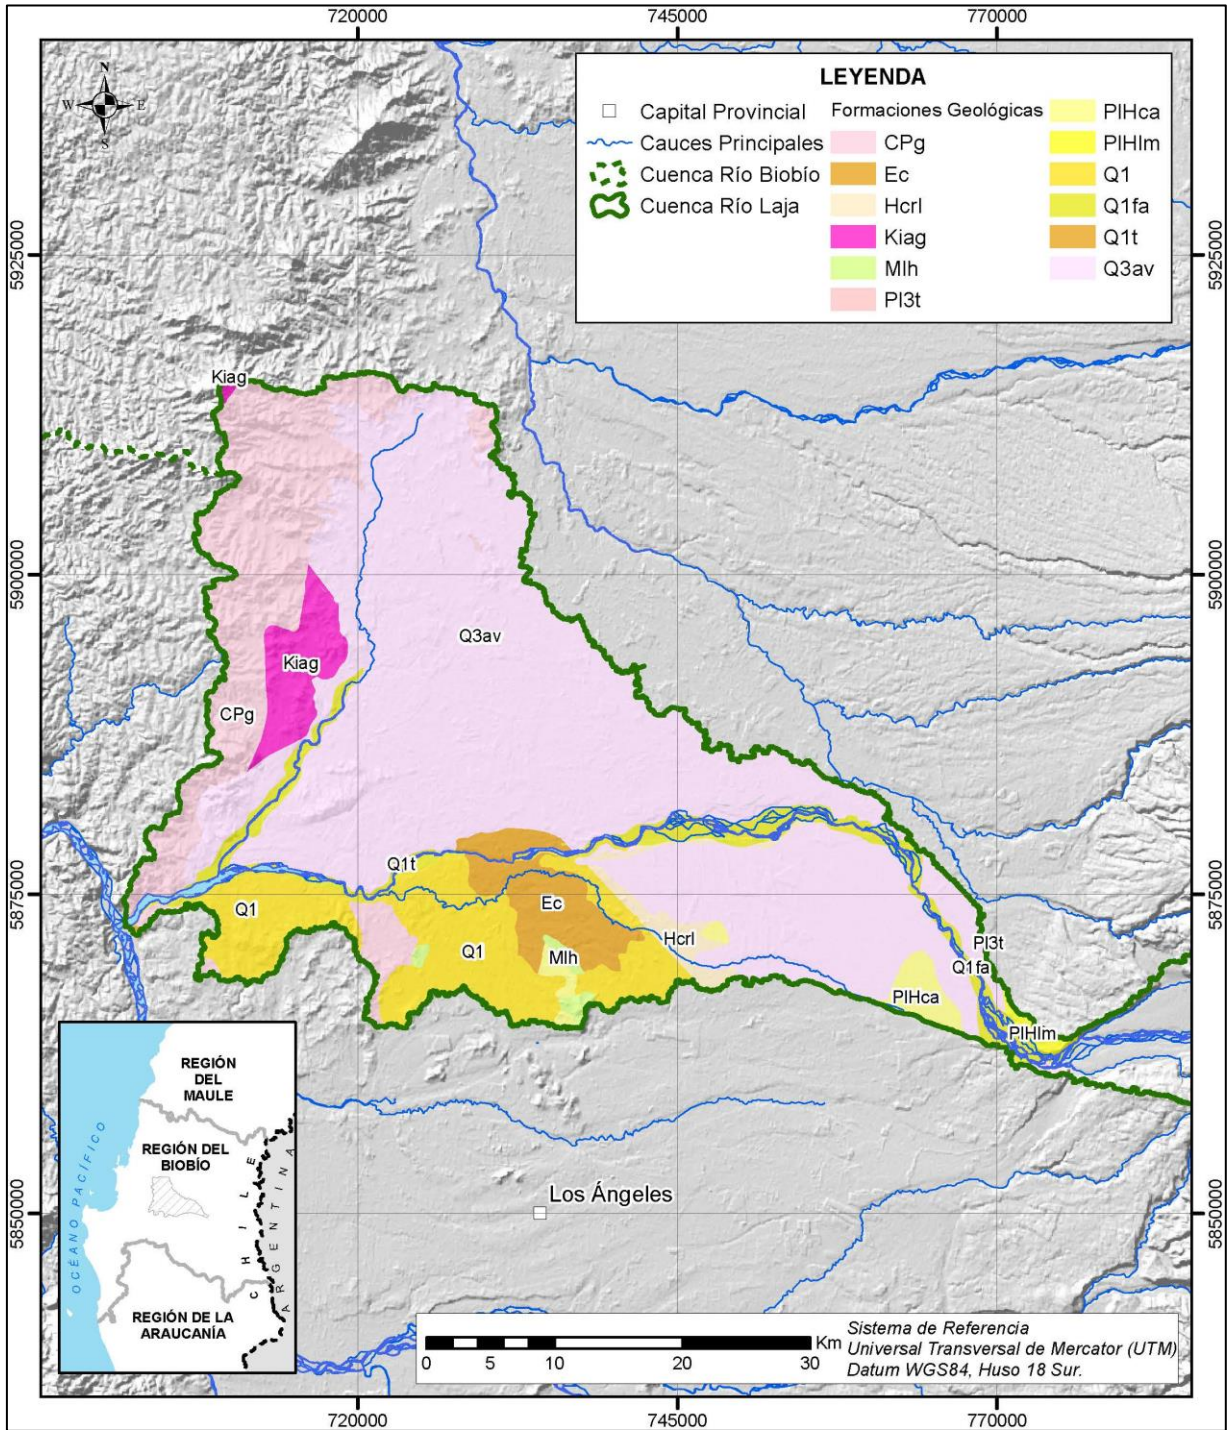 720000 745000 770000
N
W E
S
LEYENDA
Capital Provincial
Cauces Principales
Cuenca Río Biobío
Cuenca Río Laja
Formaciones Geológicas
CPg
Ec
Hcrl
Kiag
Mlh
Pl3t
PlHca
PlHlm
Q1
Q1fa
Q1t
Q3av
5925000 5925000
Kiag
5900000 5900000
Q3av
Kiag
CPg
Q1t
5875000 5875000
Q1
Ec
Hcrl
Pl3t
Q1
Mlh
Q1fa
PlHca
PlHlm
REGIÓN
DEL
MAULE
REGIÓN DEL
BIOBÍO
OCÉANO PACÍFICO
CHILE
ARGENTINA
REGIÓN DE LA
ARAUCANÍA
Los Ángeles
5850000 5850000
Km
0 5 10 20 30
Sistema de Referencia
Universal Transversal de Mercator (UTM)
Datum WGS84, Huso 18 Sur.
720000 745000 770000